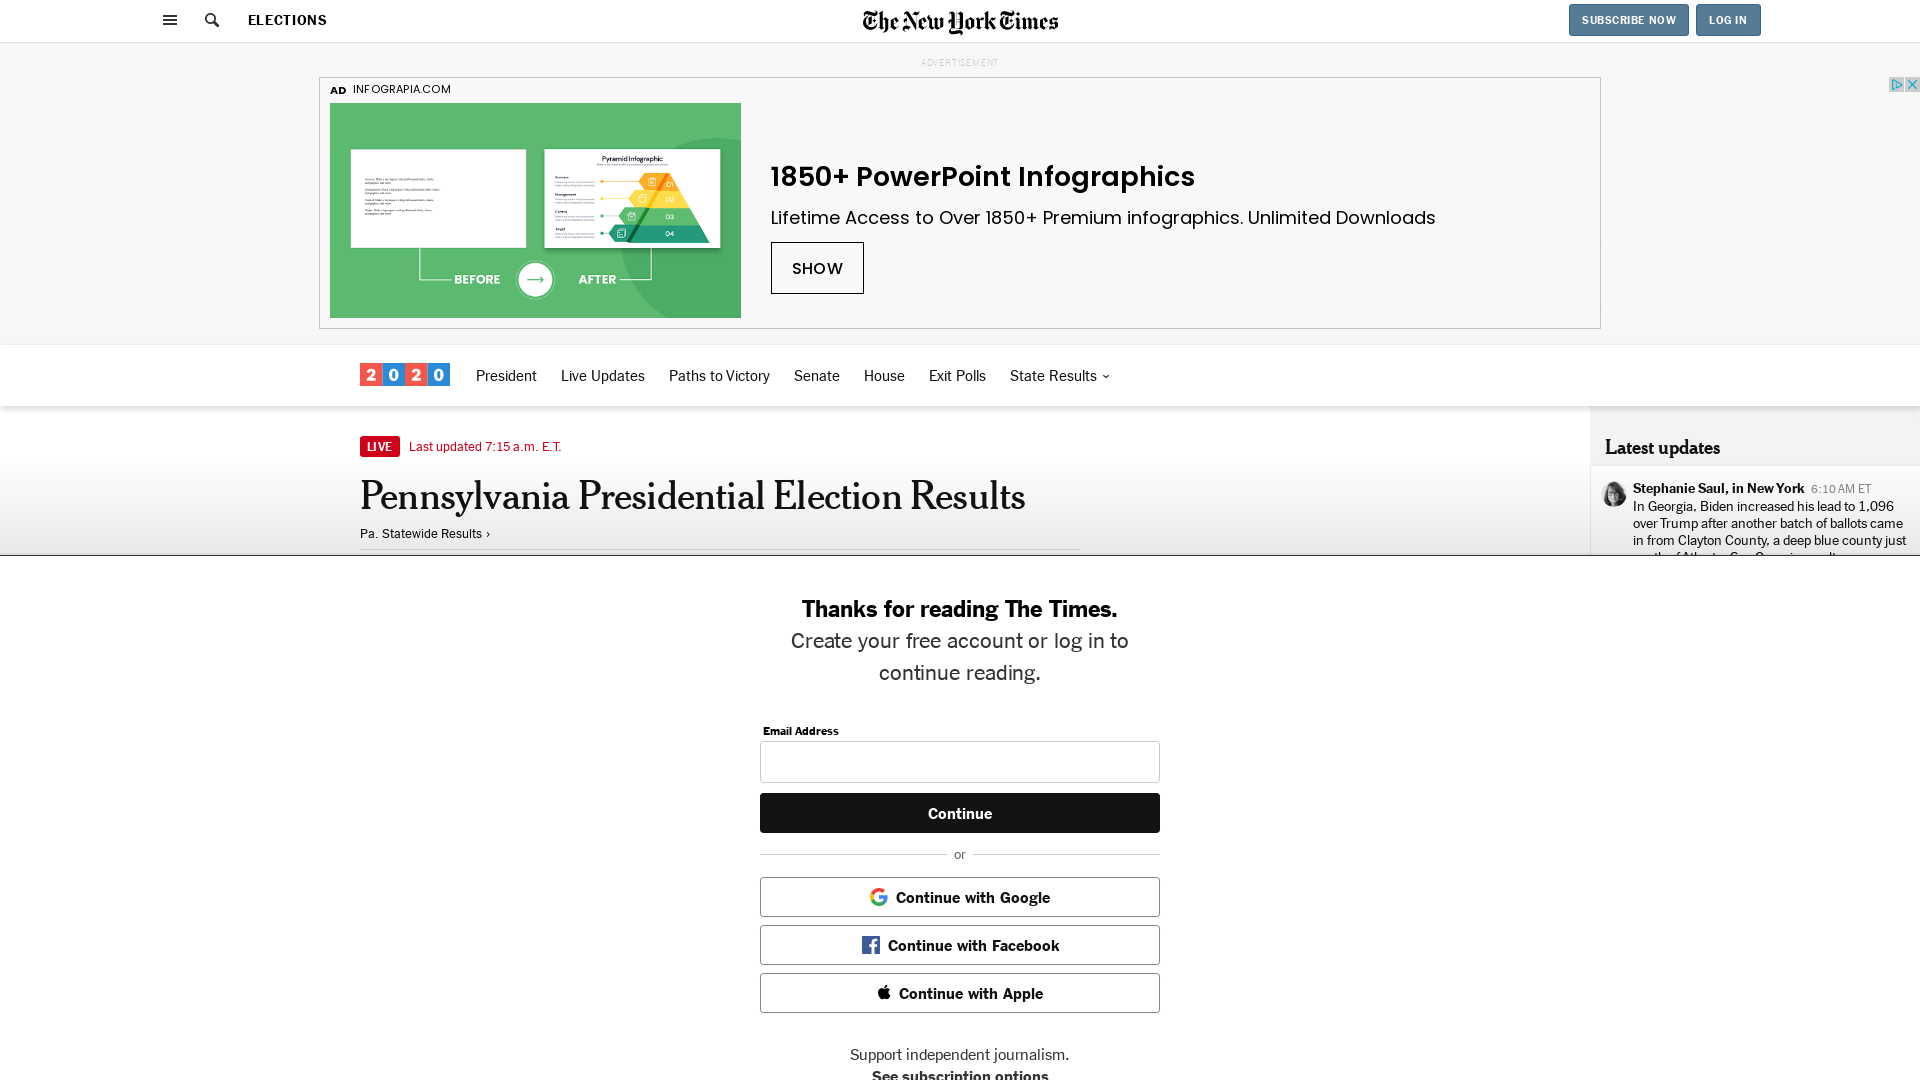 ELECTIONS
The New York Times
SUBSCRIBE NOW
LOG IN
ADVERTISEMENT
AD INFOGRAPIA.COM
Pyramid Infographic
01
02
03
04
BEFORE
AFTER
1850+ PowerPoint Infographics
Lifetime Access to Over 1850+ Premium infographics. Unlimited Downloads
SHOW
2020
President
Live Updates
Paths to Victory
Senate
House
Exit Polls
State Results
LIVE Last updated 7:15 a.m. E.T.
Pennsylvania Presidential Election Results
Pa. Statewide Results ›
Latest updates
Stephanie Saul, in New York 6:10 AM ET
In Georgia, Biden increased his lead to 1,096
over Trump after another batch of ballots came
in from Clayton County, a deep blue county just
Thanks for reading The Times.
Create your free account or log in to
continue reading.
Email Address
Continue
or
Continue with Google
Continue with Facebook
Continue with Apple
Support independent journalism.
See subscription options